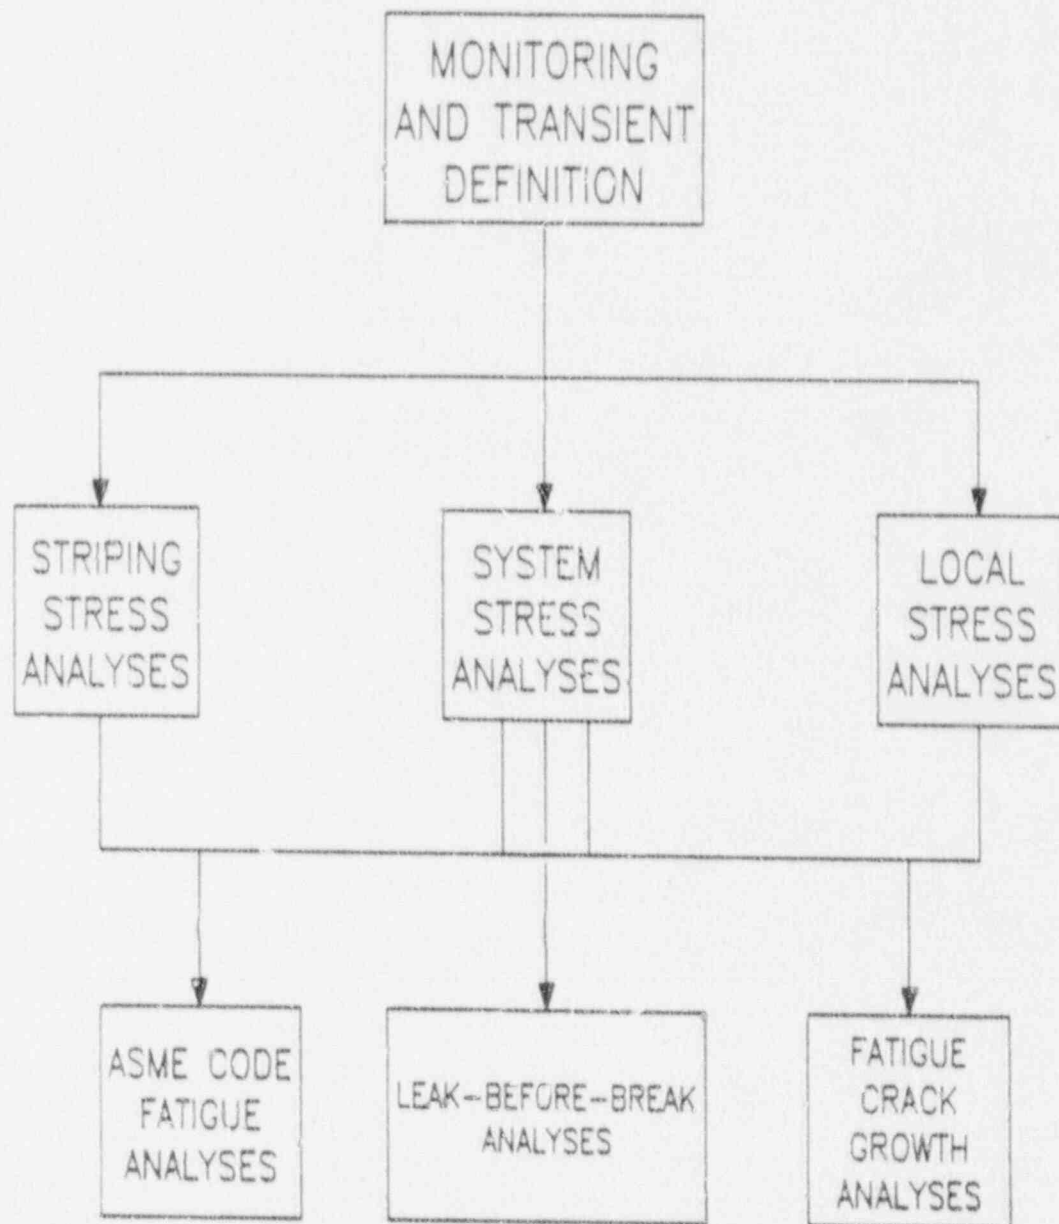 MONITORING
AND TRANSIENT
DEFINITION
STRIPING
STRESS
ANALYSES
SYSTEM
STRESS
ANALYSES
LOCAL
STRESS
ANALYSES
ASME CODE
FATIGUE
ANALYSES
LEAK-BEFORE-BREAK
ANALYSES
FATIGUE
CRACK
GROWTH
ANALYSES